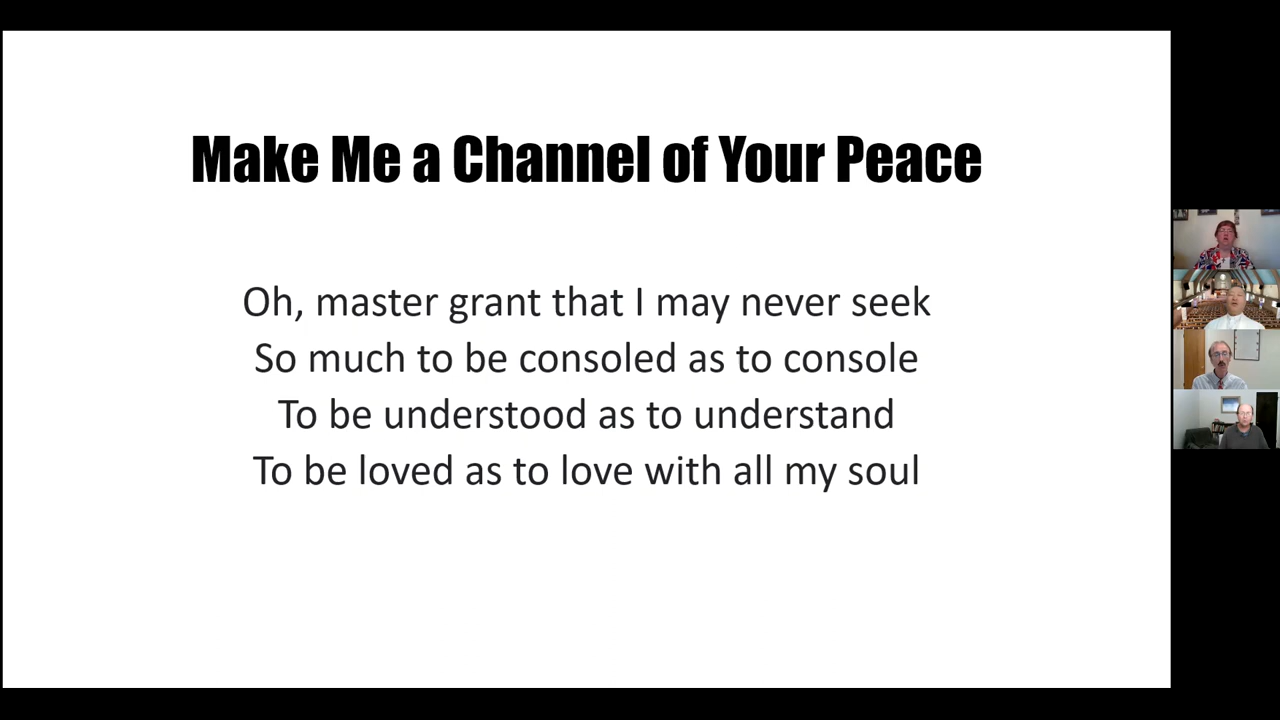 Make Me a Channel of Your Peace
Oh, master grant that I may never seek
So much to be consoled as to console
To be understood as to understand
To be loved as to love with all my soul